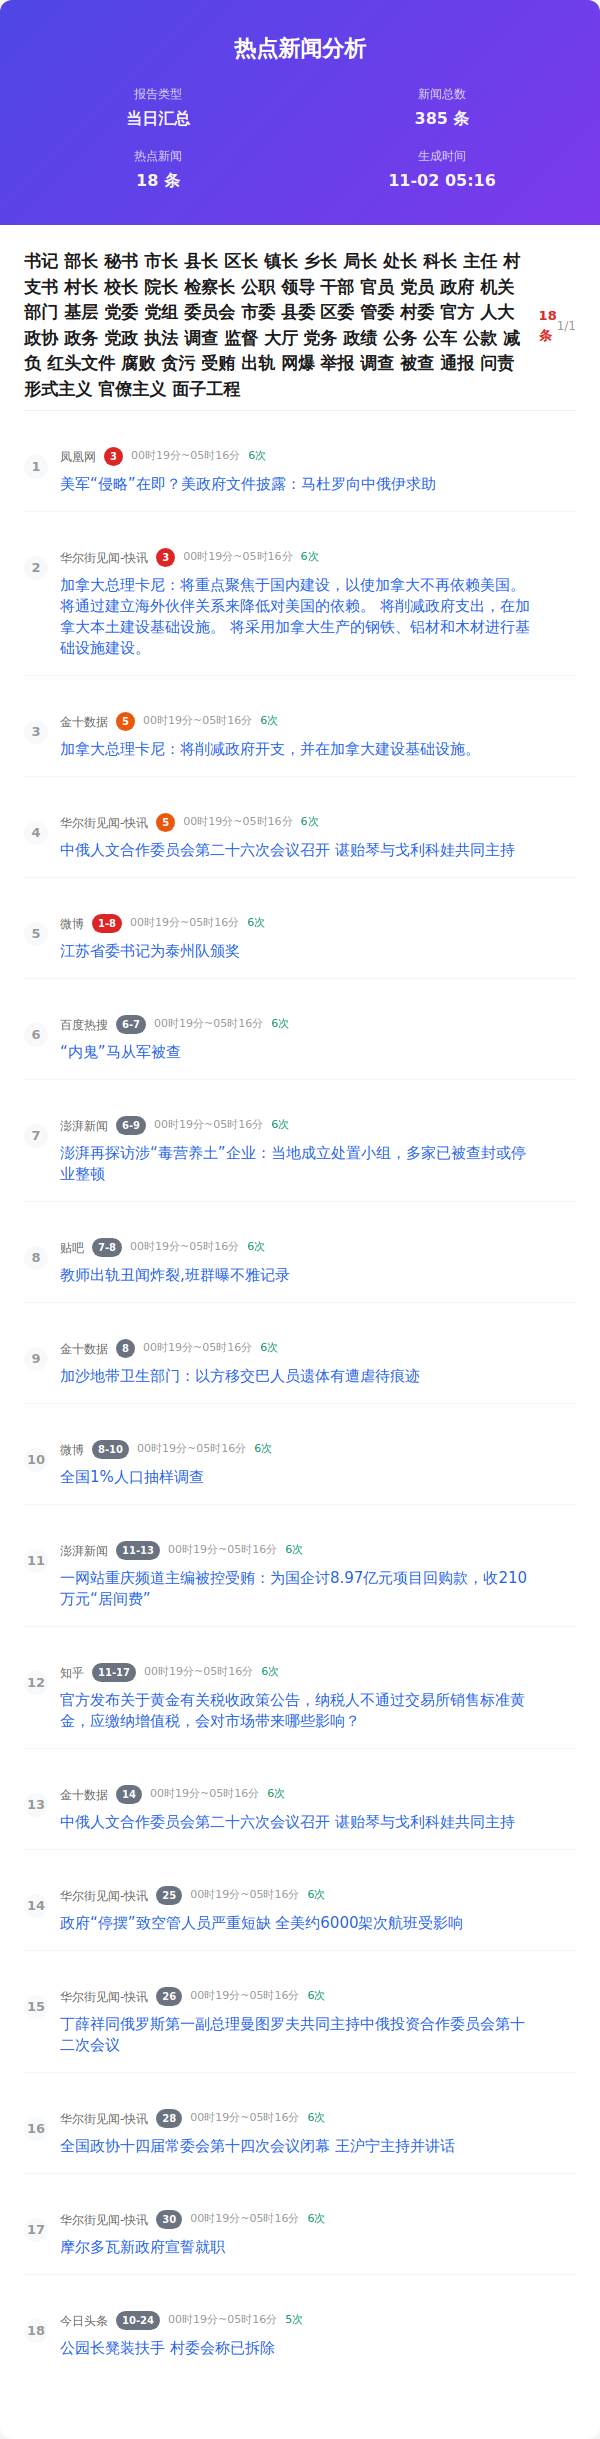 热点新闻分析
报告类型
当日汇总
新闻总数
385 条
热点新闻
18 条
生成时间
11-02 05:16
书记 部长 秘书 市长 县长 区长 镇长 乡长 局长 处长 科长 主任 村
支书 村长 校长 院长 检察长 公职 领导 干部 官员 党员 政府 机关
部门 基层 党委 党组 委员会 市委 县委 区委 管委 村委 官方 人大
政协 政务 党政 执法 调查 监督 大厅 党务 政绩 公务 公车 公款 减
负 红头文件 腐败 贪污 受贿 出轨 网爆 举报 调查 被查 通报 问责
形式主义 官僚主义 面子工程
18
条
1/1
1
凤凰网 3 00时19分~05时16分 6次
美军“侵略”在即？美政府文件披露：马杜罗向中俄伊求助
2
华尔街见闻-快讯 3 00时19分~05时16分 6次
加拿大总理卡尼：将重点聚焦于国内建设，以使加拿大不再依赖美国。
将通过建立海外伙伴关系来降低对美国的依赖。 将削减政府支出，在加
拿大本土建设基础设施。 将采用加拿大生产的钢铁、铝材和木材进行基
础设施建设。
3
金十数据 5 00时19分~05时16分 6次
加拿大总理卡尼：将削减政府开支，并在加拿大建设基础设施。
4
华尔街见闻-快讯 5 00时19分~05时16分 6次
中俄人文合作委员会第二十六次会议召开 谌贻琴与戈利科娃共同主持
5
微博 1-8 00时19分~05时16分 6次
江苏省委书记为泰州队颁奖
6
百度热搜 6-7 00时19分~05时16分 6次
“内鬼”马从军被查
7
澎湃新闻 6-9 00时19分~05时16分 6次
澎湃再探访涉“毒营养土”企业：当地成立处置小组，多家已被查封或停
业整顿
8
贴吧 7-8 00时19分~05时16分 6次
教师出轨丑闻炸裂,班群曝不雅记录
9
金十数据 8 00时19分~05时16分 6次
加沙地带卫生部门：以方移交巴人员遗体有遭虐待痕迹
10
微博 8-10 00时19分~05时16分 6次
全国1%人口抽样调查
11
澎湃新闻 11-13 00时19分~05时16分 6次
一网站重庆频道主编被控受贿：为国企讨8.97亿元项目回购款，收210
万元“居间费”
12
知乎 11-17 00时19分~05时16分 6次
官方发布关于黄金有关税收政策公告，纳税人不通过交易所销售标准黄
金，应缴纳增值税，会对市场带来哪些影响？
13
金十数据 14 00时19分~05时16分 6次
中俄人文合作委员会第二十六次会议召开 谌贻琴与戈利科娃共同主持
14
华尔街见闻-快讯 25 00时19分~05时16分 6次
政府“停摆”致空管人员严重短缺 全美约6000架次航班受影响
15
华尔街见闻-快讯 26 00时19分~05时16分 6次
丁薛祥同俄罗斯第一副总理曼图罗夫共同主持中俄投资合作委员会第十
二次会议
16
华尔街见闻-快讯 28 00时19分~05时16分 6次
全国政协十四届常委会第十四次会议闭幕 王沪宁主持并讲话
17
华尔街见闻-快讯 30 00时19分~05时16分 6次
摩尔多瓦新政府宣誓就职
18
今日头条 10-24 00时19分~05时16分 5次
公园长凳装扶手 村委会称已拆除